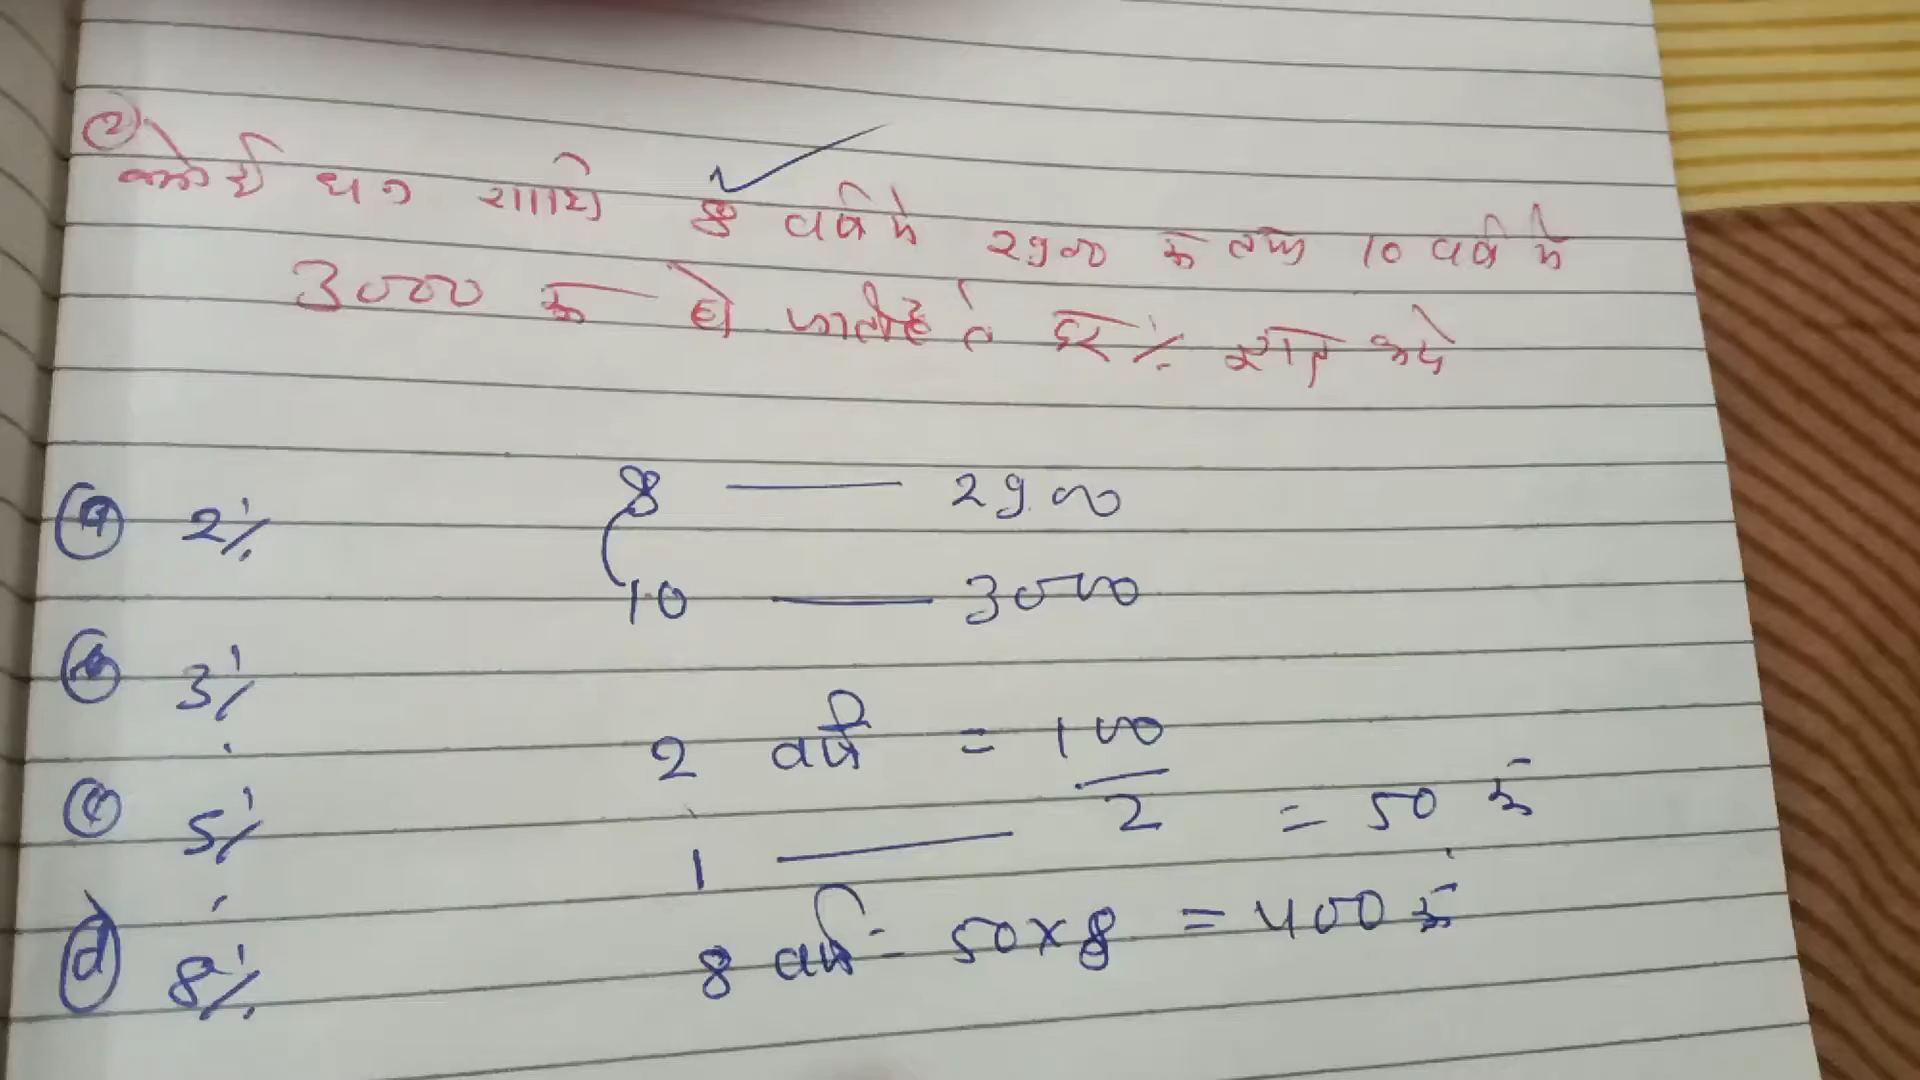 (2)
कोई धन राशि 8 वर्ष मे 2900 रू तथा 10 वर्ष मे
3000 रू हो जाती है तो दर % ज्ञात करो
(a) 2%
8 — 2900
10 — 3000
(b) 3%
2 वर्ष = 100
(c) 5%
1 — 2 = 50 रू
(d) 8%
8 वर्ष = 50 × 8 = 400 रू